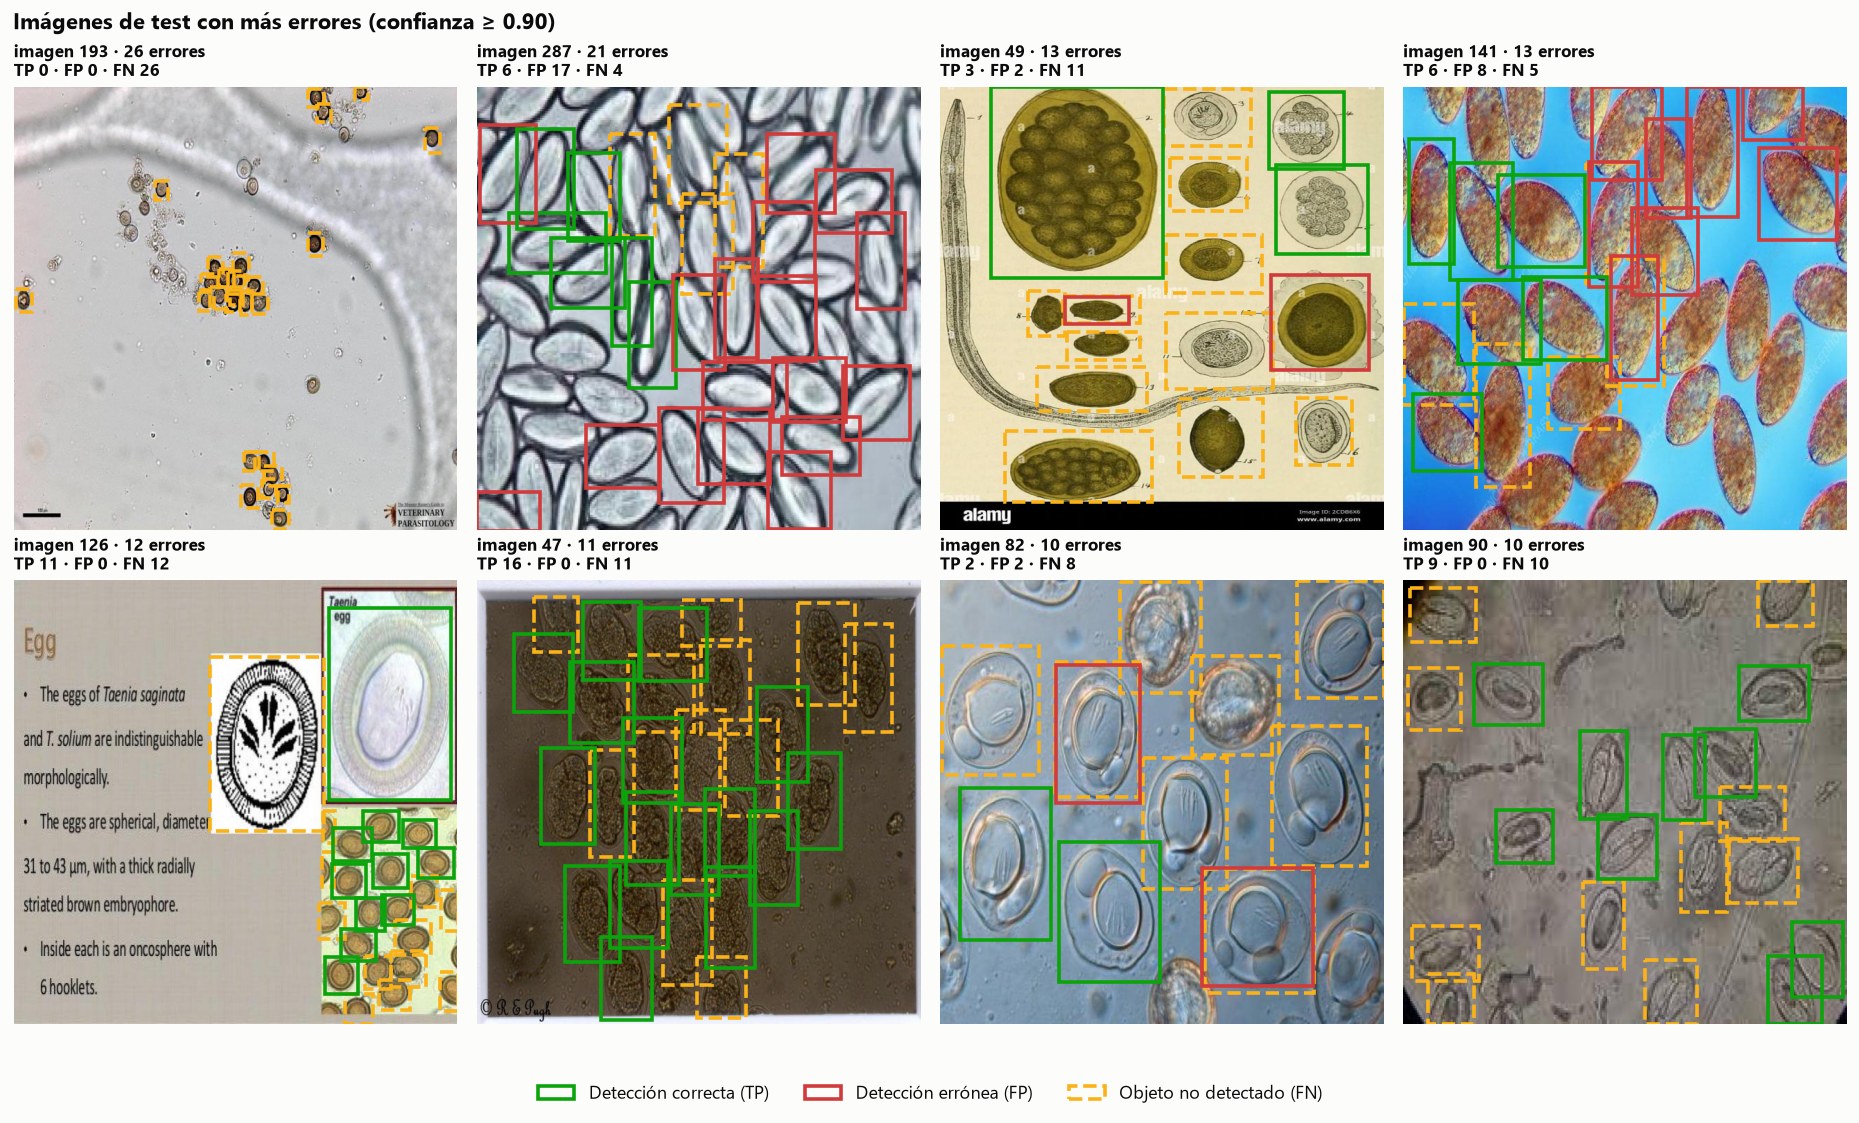 Imágenes de test con más errores (confianza ≥ 0.90)
imagen 193 · 26 errores
TP 0 · FP 0 · FN 26
imagen 287 · 21 errores
TP 6 · FP 17 · FN 4
imagen 49 · 13 errores
TP 3 · FP 2 · FN 11
imagen 141 · 13 errores
TP 6 · FP 8 · FN 5
VETERINARY
PARASITOLOGY
alamy
alamy
alamy
Image ID: 2CDB6X6
www.alamy.com
imagen 126 · 12 errores
TP 11 · FP 0 · FN 12
imagen 47 · 11 errores
TP 16 · FP 0 · FN 11
imagen 82 · 10 errores
TP 2 · FP 2 · FN 8
imagen 90 · 10 errores
TP 9 · FP 0 · FN 10
Taenia
egg
Egg
• The eggs of Taenia saginata
and T. solium are indistinguishable
morphologically.
• The eggs are spherical, diameter
31 to 43 µm, with a thick radially
striated brown embryophore.
• Inside each is an oncosphere with
6 hooklets.
© R & Pugh
Detección correcta (TP)
Detección errónea (FP)
Objeto no detectado (FN)